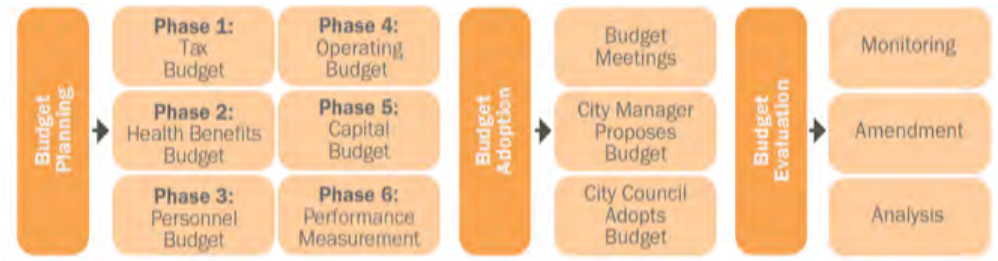 Budget
Planning
Phase 1:
Tax
Budget
Phase 2:
Health Benefits
Budget
Phase 3:
Personnel
Budget
Phase 4:
Operating
Budget
Phase 5:
Capital
Budget
Phase 6:
Performance
Measurement
Budget
Adoption
Budget
Meetings
City Manager
Proposes
Budget
City Council
Adopts
Budget
Budget
Evaluation
Monitoring
Amendment
Analysis